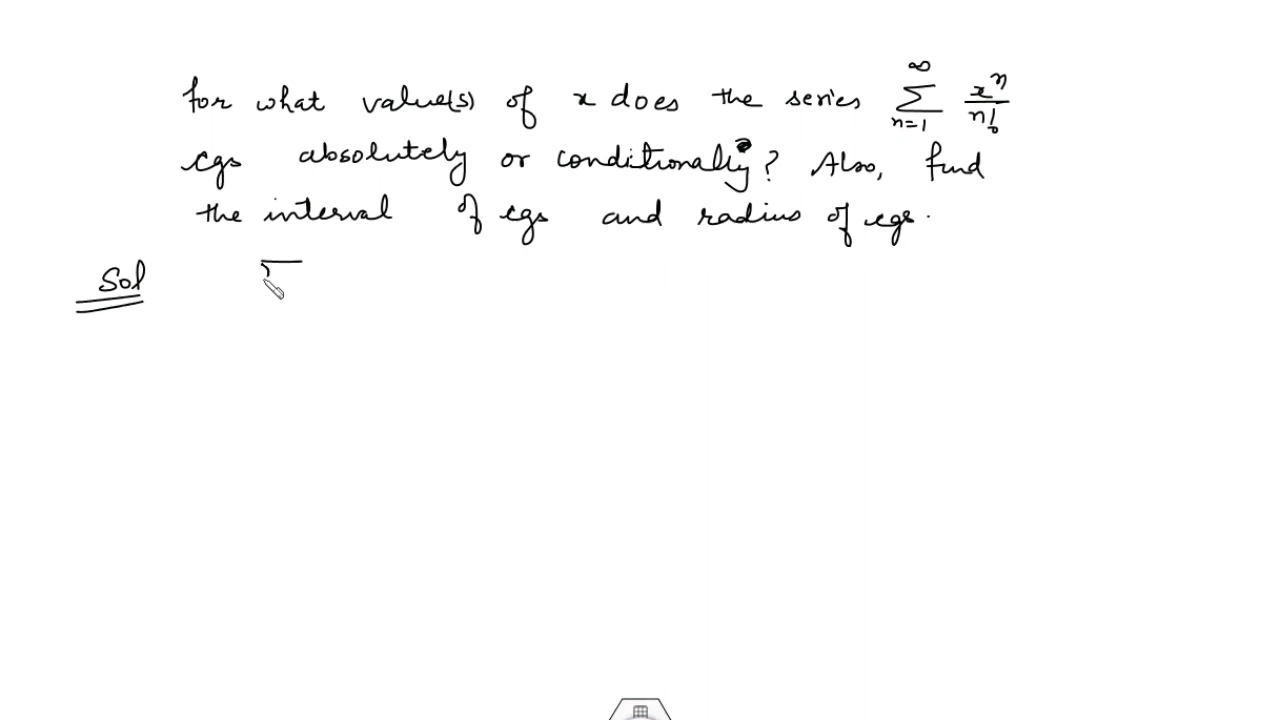 for what value(s) of x does the series ∑_{n=1}^{∞} x^n/n!
cgs absolutely or conditionally? Also, find
the interval of cgs and radius of cgs.
Sol